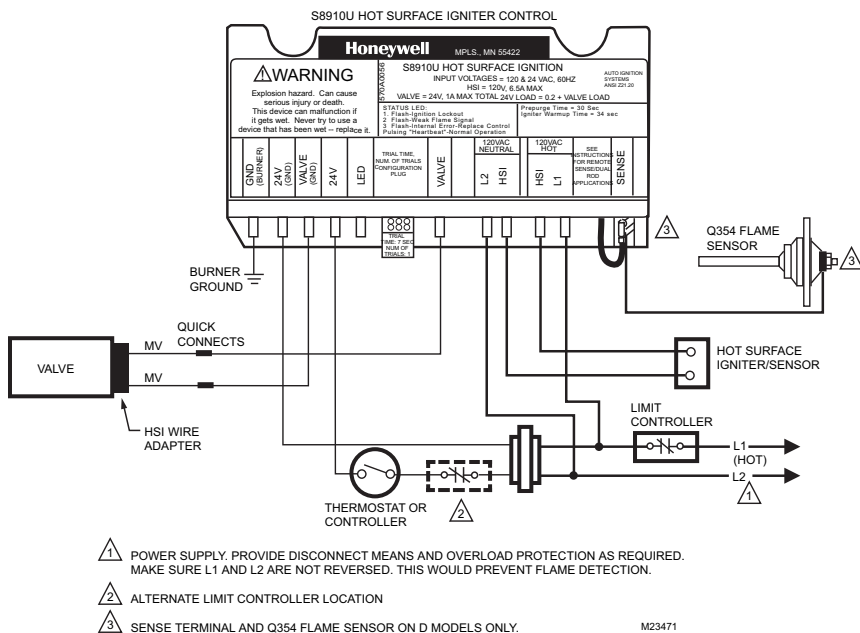 S8910U HOT SURFACE IGNITER CONTROL
Honeywell MPLS., MN 55422
WARNING
Explosion hazard. Can cause
serious injury or death.
This device can malfunction if
it gets wet. Never try to use a
device that has been wet -- replace it.
570A0056
S8910U HOT SURFACE IGNITION
INPUT VOLTAGES = 120 & 24 VAC, 60HZ
HSI = 120V, 6.5A MAX
VALVE = 24V, 1A MAX TOTAL 24V LOAD = 0.2 + VALVE LOAD
AUTO IGNITION
SYSTEMS
ANSI Z21.20
STATUS LED:
1. Flash-Ignition Lockout
2 Flash-Weak Flame Signal
3 Flash-Internal Error-Replace Control
Pulsing "Heartbeat"-Normal Operation
Prepurge Time = 30 Sec
Igniter Warmup Time = 34 sec
GND
(BURNER)
24V
(GND)
VALVE
(GND)
24V
LED
TRIAL TIME,
NUM. OF TRIALS
CONFIGURATION
PLUG
VALVE
120VAC
NEUTRAL
L2
HSI
120VAC
HOT
HSI
L1
SEE
INSTRUCTIONS
FOR REMOTE
SENSE/DUAL
ROD
APPLICATIONS
SENSE
TRIAL
TIME: 7 SEC
NUM OF
TRIALS: 1
3
Q354 FLAME
SENSOR
3
BURNER
GROUND
QUICK
CONNECTS
MV
VALVE
MV
HSI WIRE
ADAPTER
HOT SURFACE
IGNITER/SENSOR
LIMIT
CONTROLLER
L1
(HOT)
L2
1
THERMOSTAT OR
CONTROLLER
2
1 POWER SUPPLY. PROVIDE DISCONNECT MEANS AND OVERLOAD PROTECTION AS REQUIRED.
MAKE SURE L1 AND L2 ARE NOT REVERSED. THIS WOULD PREVENT FLAME DETECTION.
2 ALTERNATE LIMIT CONTROLLER LOCATION
3 SENSE TERMINAL AND Q354 FLAME SENSOR ON D MODELS ONLY.
M23471